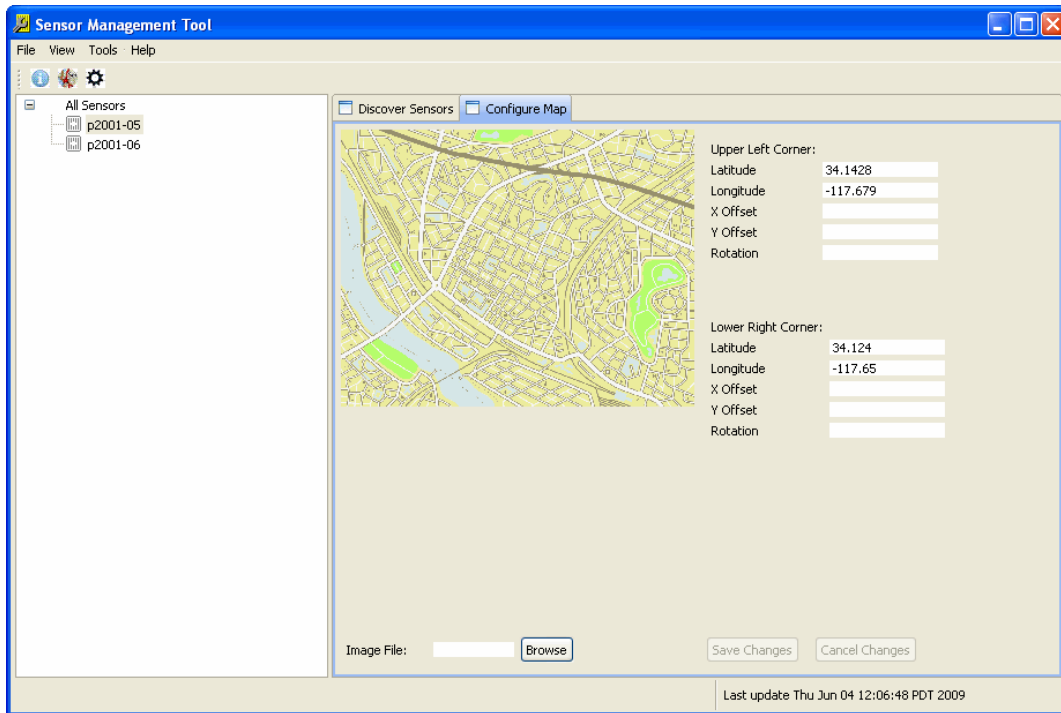 Sensor Management Tool
File View Tools Help
All Sensors
p2001-05
p2001-06
Discover Sensors Configure Map
Upper Left Corner:
Latitude 34.1428
Longitude -117.679
X Offset
Y Offset
Rotation
Lower Right Corner:
Latitude 34.124
Longitude -117.65
X Offset
Y Offset
Rotation
Image File: Browse Save Changes Cancel Changes
Last update Thu Jun 04 12:06:48 PDT 2009